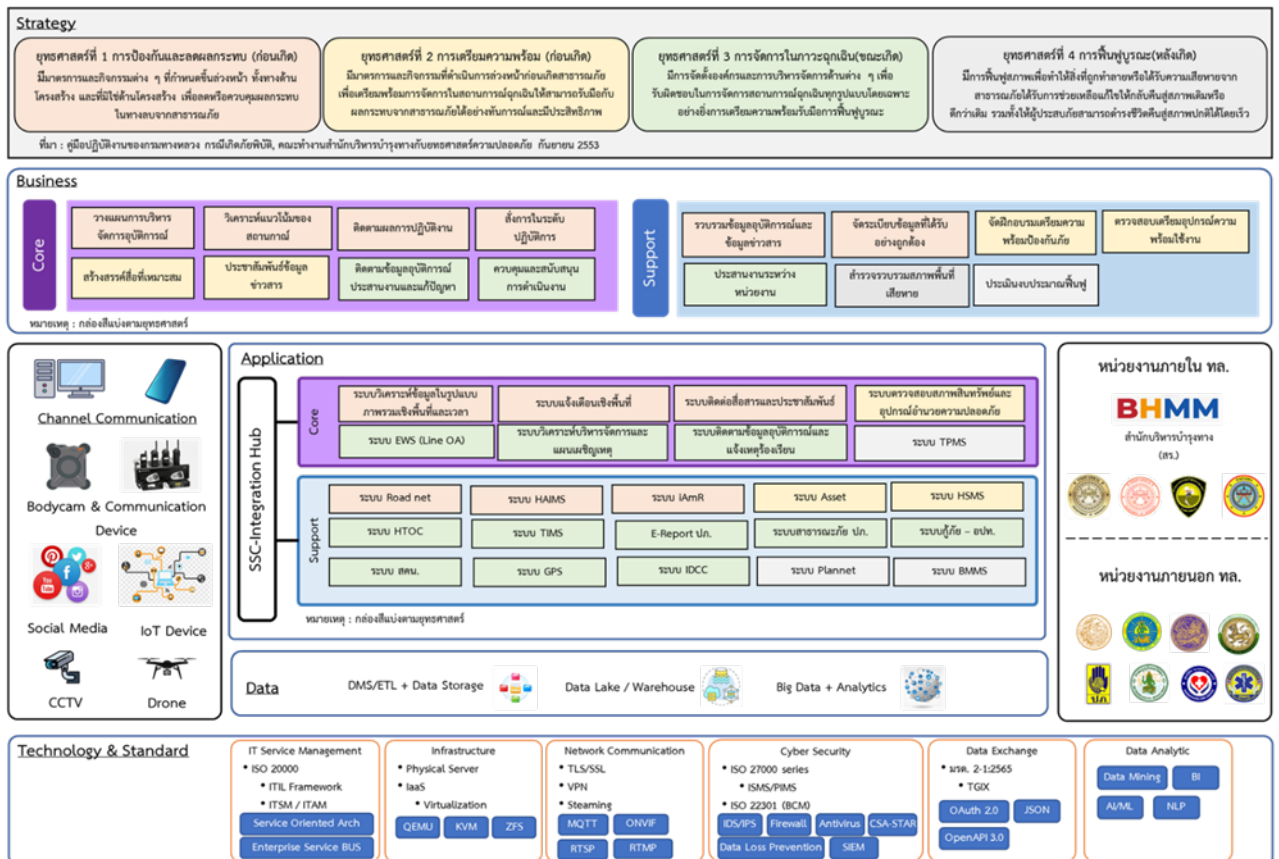 Strategy
ยุทธศาสตร์ที่ 1 การป้องกันและลดผลกระทบ (ก่อนเกิด)
มีมาตรการและกิจกรรมต่าง ๆ ที่กำหนดขึ้นล่วงหน้า ทั้งทางด้าน
โครงสร้าง และที่มิใช่ด้านโครงสร้าง เพื่อลดหรือควบคุมผลกระทบ
ในทางลบจากสาธารณภัย
ยุทธศาสตร์ที่ 2 การเตรียมความพร้อม (ก่อนเกิด)
มีมาตรการและกิจกรรมที่ดำเนินการล่วงหน้าก่อนเกิดสาธารณภัย
เพื่อเตรียมพร้อมการจัดการในสถานการณ์ฉุกเฉินให้สามารถรับมือกับ
ผลกระทบจากสาธารณภัยได้อย่างทันการณ์และมีประสิทธิภาพ
ยุทธศาสตร์ที่ 3 การจัดการในภาวะฉุกเฉิน(ขณะเกิด)
มีการจัดตั้งองค์กรและการบริหารจัดการด้านต่าง ๆ เพื่อ
รับผิดชอบในการจัดการสถานการณ์ฉุกเฉินทุกรูปแบบโดยเฉพาะ
อย่างยิ่งการเตรียมความพร้อมรับมือการฟื้นฟูบูรณะ
ยุทธศาสตร์ที่ 4 การฟื้นฟูบูรณะ(หลังเกิด)
มีการฟื้นฟูสภาพเพื่อทำให้สิ่งที่ถูกทำลายหรือได้รับความเสียหายจาก
สาธารณภัยได้รับการช่วยเหลือแก้ไขให้กลับคืนสู่สภาพเดิมหรือ
ดีกว่าเดิม รวมทั้งให้ผู้ประสบภัยสามารถดำรงชีวิตคืนสู่สภาพปกติได้โดยเร็ว
ที่มา : คู่มือปฏิบัติงานของกรมทางหลวง กรณีเกิดภัยพิบัติ, คณะทำงานสำนักบริหารบำรุงทางกับยุทธศาสตร์ความปลอดภัย กันยายน 2553
Business
Core
วางแผนการบริหาร
จัดการอุบัติการณ์
วิเคราะห์แนวโน้มของ
สถานกาณ์
ติดตามผลการปฏิบัติงาน
สั่งการในระดับ
ปฏิบัติการ
สร้างสรรค์สื่อที่เหมาะสม
ประชาสัมพันธ์ข้อมูล
ข่าวสาร
ติดตามข้อมูลอุบัติการณ์
ประสานงานและแก้ปัญหา
ควบคุมและสนับสนุน
การดำเนินงาน
Support
รวบรวมข้อมูลอุบัติการณ์และ
ข้อมูลข่าวสาร
จัดระเบียบข้อมูลที่ได้รับ
อย่างถูกต้อง
จัดฝึกอบรมเตรียมความ
พร้อมป้องกันภัย
ตรวจสอบเตรียมอุปกรณ์ความ
พร้อมใช้งาน
ประสานงานระหว่าง
หน่วยงาน
สำรวจรวบรวมสภาพพื้นที่
เสียหาย
ประเมินงบประมาณฟื้นฟู
หมายเหตุ : กล่องสีแบ่งตามยุทธศาสตร์
Channel Communication
Bodycam & Communication
Device
Social Media
IoT Device
CCTV
Drone
Application
SSC-Integration Hub
Core
ระบบวิเคราะห์ข้อมูลในรูปแบบ
ภาพรวมเชิงพื้นที่และเวลา
ระบบแจ้งเตือนเชิงพื้นที่
ระบบติดต่อสื่อสารและประชาสัมพันธ์
ระบบตรวจสอบสภาพสินทรัพย์และ
อุปกรณ์อำนวยความปลอดภัย
ระบบ EWS (Line OA)
ระบบวิเคราะห์บริหารจัดการและ
แผนเผชิญเหตุ
ระบบติดตามข้อมูลอุบัติการณ์และ
แจ้งเหตุร้องเรียน
ระบบ TPMS
Support
ระบบ Road net
ระบบ HAIMS
ระบบ iAmR
ระบบ Asset
ระบบ HSMS
ระบบ HTOC
ระบบ TIMS
E-Report ปภ.
ระบบสาธารณะภัย ปภ.
ระบบกู้ภัย – อปท.
ระบบ สคน.
ระบบ GPS
ระบบ IDCC
ระบบ Plannet
ระบบ BMMS
หมายเหตุ : กล่องสีแบ่งตามยุทธศาสตร์
Data
DMS/ETL + Data Storage
Data Lake / Warehouse
Big Data + Analytics
หน่วยงานภายใน ทล.
BHMM
สำนักบริหารบำรุงทาง
(สร.)
หน่วยงานภายนอก ทล.
Technology & Standard
IT Service Management
• ISO 20000
• ITIL Framework
• ITSM / ITAM
Service Oriented Arch
Enterprise Service BUS
Infrastructure
• Physical Server
• IaaS
• Virtualization
QEMU
KVM
ZFS
Network Communication
• TLS/SSL
• VPN
• Steaming
MQTT
ONVIF
RTSP
RTMP
Cyber Security
• ISO 27000 series
• ISMS/PIMS
• ISO 22301 (BCM)
IDS/IPS
Firewall
Antivirus
CSA-STAR
Data Loss Prevention
SIEM
Data Exchange
• มรด. 2-1:2565
• TGIX
OAuth 2.0
JSON
OpenAPI 3.0
Data Analytic
Data Mining
BI
AI/ML
NLP